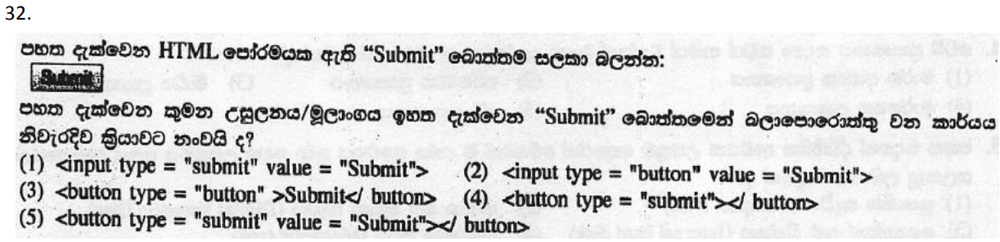 32.
පහත දැක්වෙන HTML පෝරමයක ඇති “Submit” බොත්තම සලකා බලන්න:
Submit
පහත දැක්වෙන කුමන උසුලනය/මූලාංගය ඉහත දැක්වෙන “Submit” බොත්තමෙන් බලාපොරොත්තු වන කාර්යය
නිවැරදිව ක්‍රියාවට නංවයි ද?
(1) <input type = "submit" value = "Submit"> (2) <input type = "button" value = "Submit">
(3) <button type = "button" >Submit</ button> (4) <button type = "submit"></ button>
(5) <button type = "submit" value = "Submit"></ button>